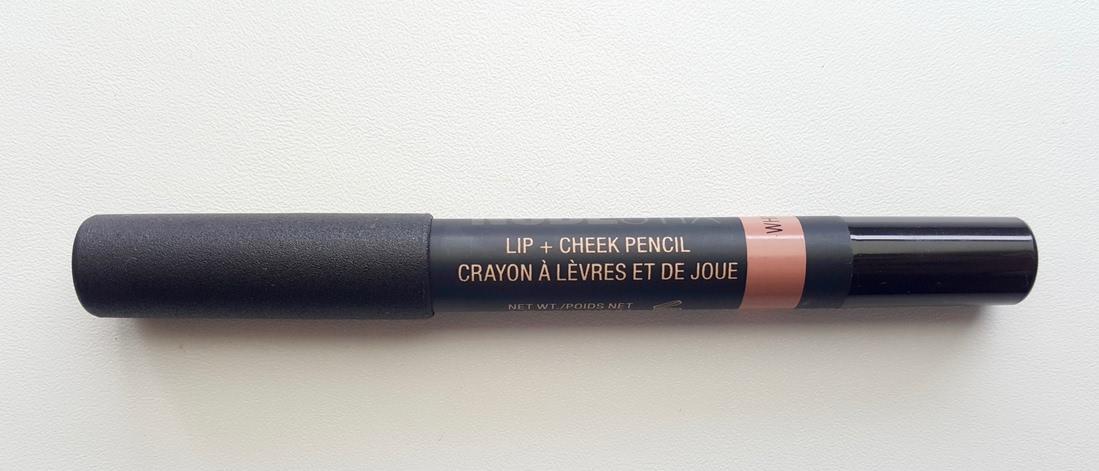 LIP + CHEEK PENCIL
CRAYON À LÈVRES ET DE JOUE
NET WT./POIDS NET